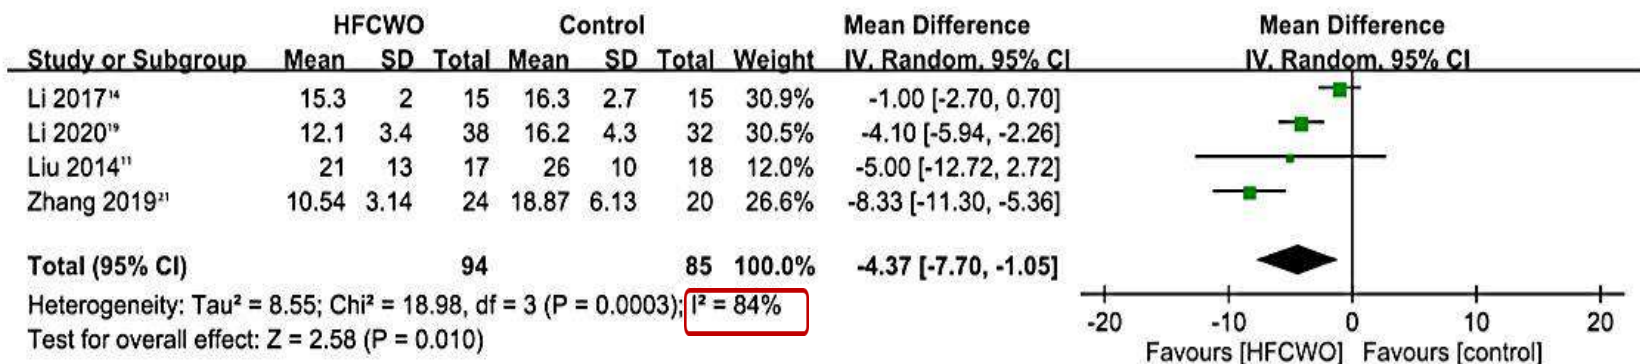 HFCWO Control Mean Difference Mean Difference
Study or Subgroup Mean SD Total Mean SD Total Weight IV, Random, 95% CI IV, Random, 95% CI
Li 2017¹⁴ 15.3 2 15 16.3 2.7 15 30.9% -1.00 [-2.70, 0.70]
Li 2020¹⁹ 12.1 3.4 38 16.2 4.3 32 30.5% -4.10 [-5.94, -2.26]
Liu 2014¹¹ 21 13 17 26 10 18 12.0% -5.00 [-12.72, 2.72]
Zhang 2019²¹ 10.54 3.14 24 18.87 6.13 20 26.6% -8.33 [-11.30, -5.36]
Total (95% CI) 94 85 100.0% -4.37 [-7.70, -1.05]
Heterogeneity: Tau² = 8.55; Chi² = 18.98, df = 3 (P = 0.0003); I² = 84%
Test for overall effect: Z = 2.58 (P = 0.010)
-20 -10 0 10 20
Favours [HFCWO] Favours [control]